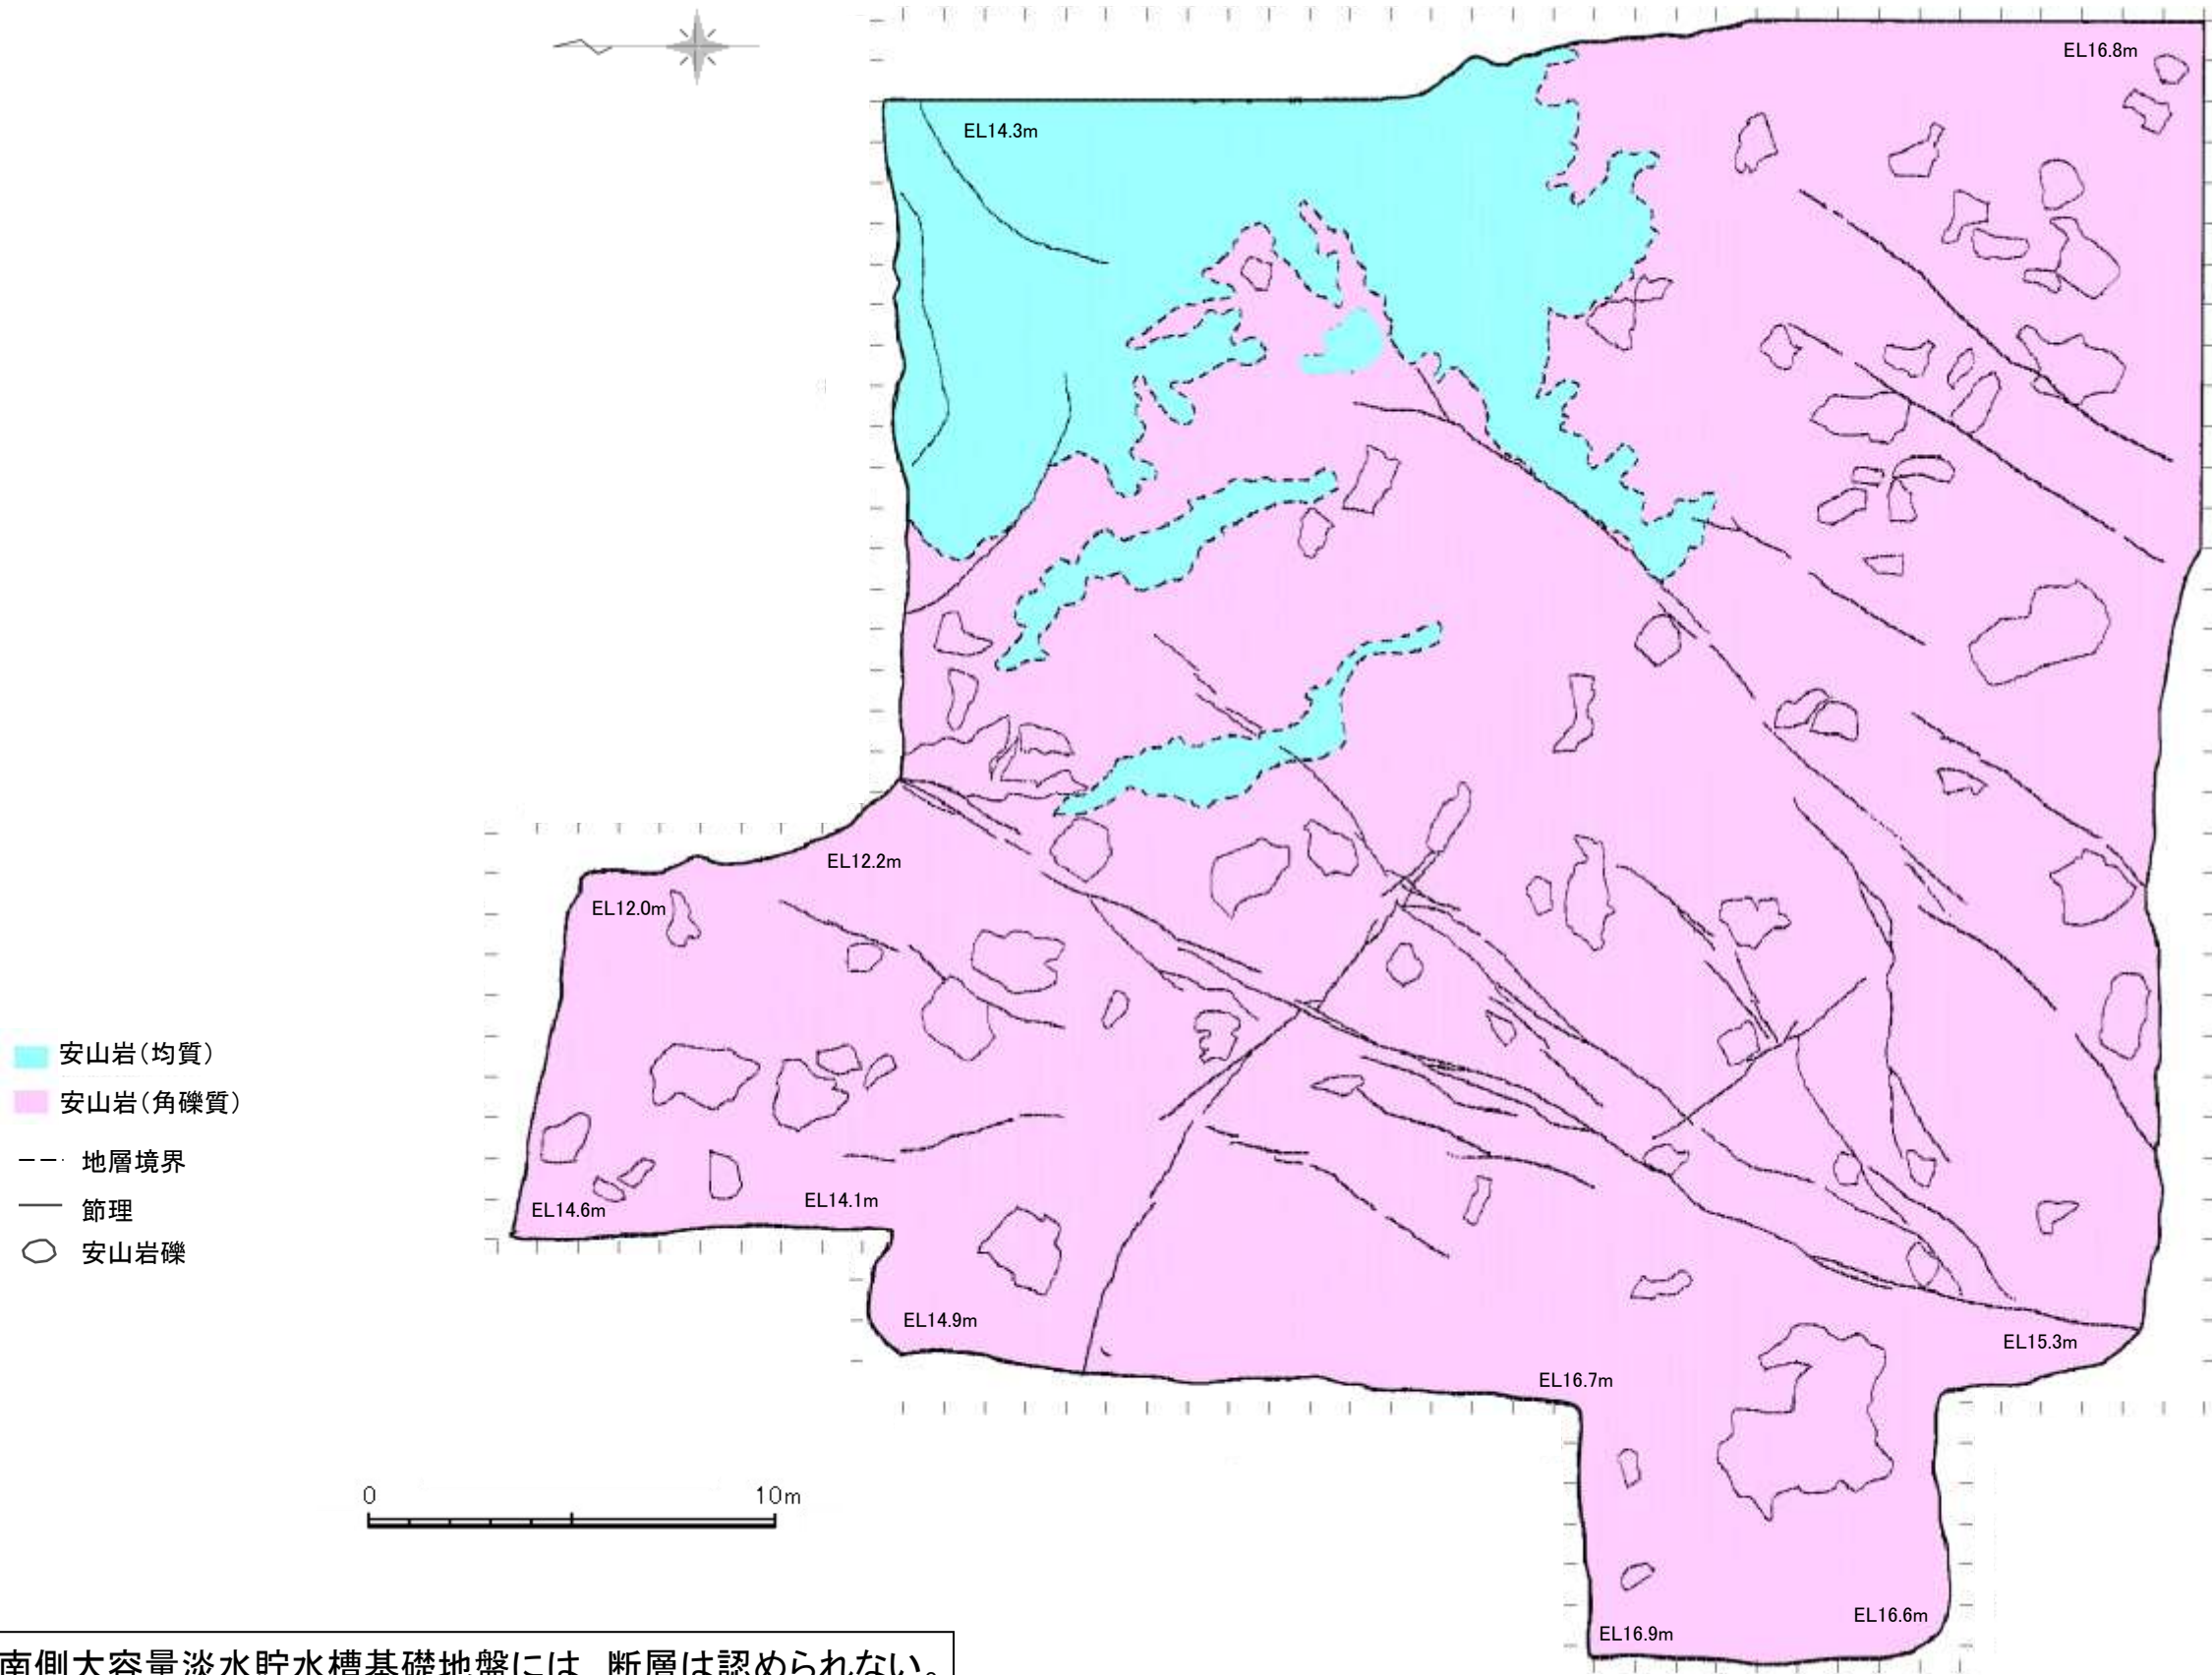 EL16.8m
EL14.3m
EL12.2m
EL12.0m
安山岩(均質)
安山岩(角礫質)
地層境界
節理
安山岩礫
EL14.6m
EL14.1m
EL14.9m
EL15.3m
EL16.7m
0 10m
EL16.6m
EL16.9m
南側大容量淡水貯水槽基礎地盤には、断層は認められない。